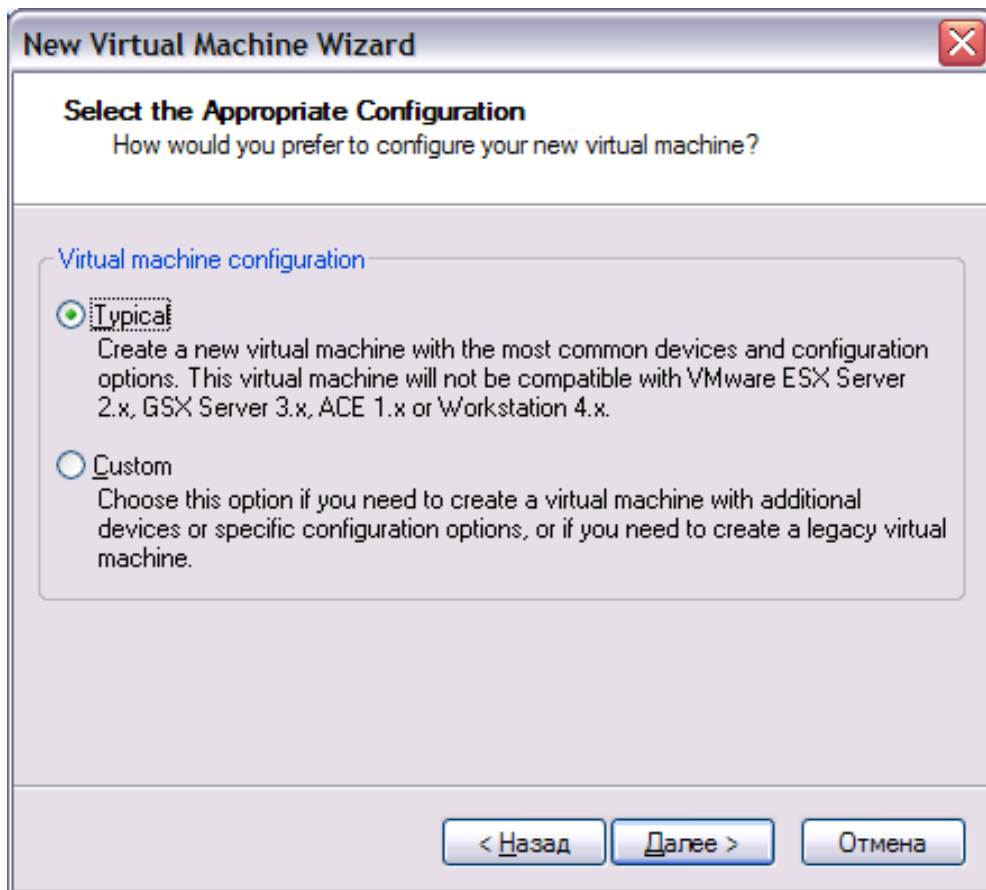 New Virtual Machine Wizard
Select the Appropriate Configuration
How would you prefer to configure your new virtual machine?
Virtual machine configuration
Typical
Create a new virtual machine with the most common devices and configuration
options. This virtual machine will not be compatible with VMware ESX Server
2.x, GSX Server 3.x, ACE 1.x or Workstation 4.x.
Custom
Choose this option if you need to create a virtual machine with additional
devices or specific configuration options, or if you need to create a legacy virtual
machine.
< Назад Далее > Отмена